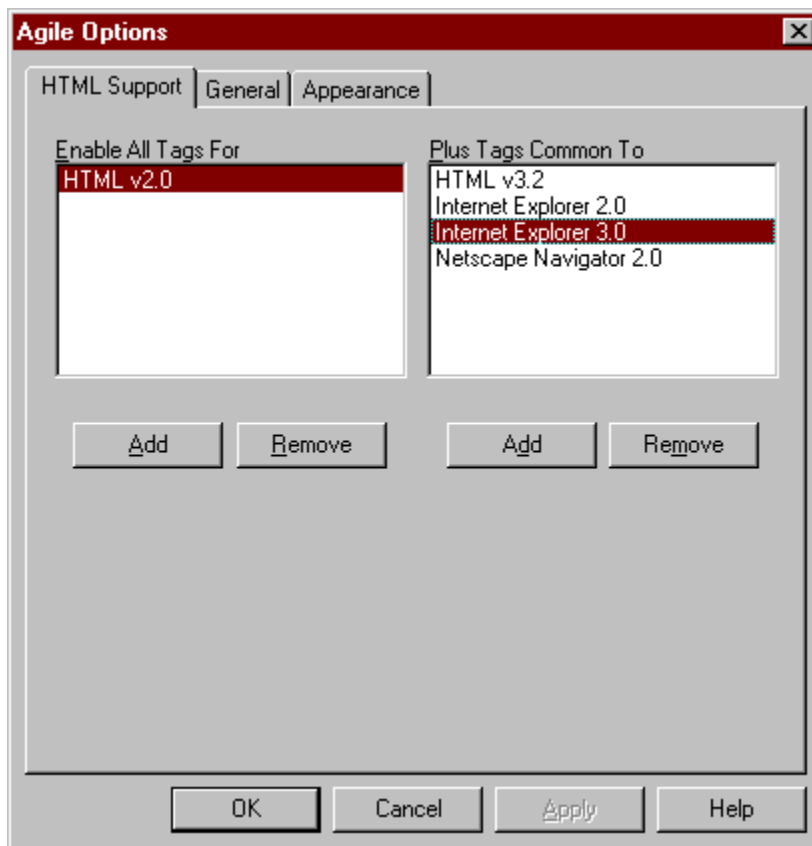 Agile Options
HTML Support General Appearance
Enable All Tags For
HTML v2.0
Plus Tags Common To
HTML v3.2
Internet Explorer 2.0
Internet Explorer 3.0
Netscape Navigator 2.0
Add Remove Add Remove
OK Cancel Apply Help